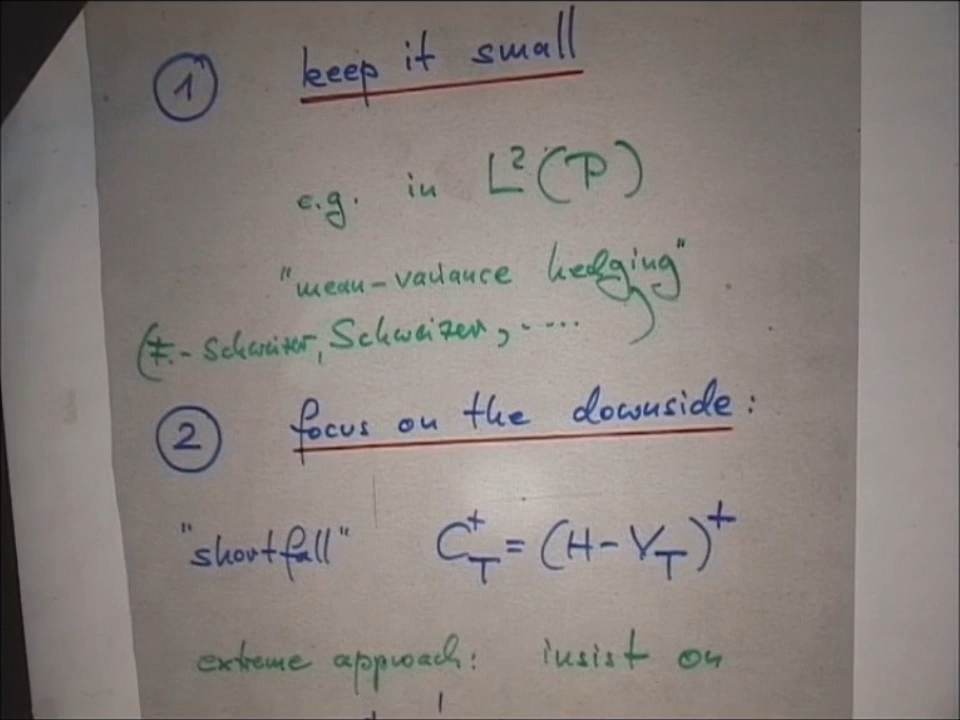 ① keep it small
e.g. in L²(P)
"mean-variance hedging"
(F.-Schweizer, Schweizer, ....)
② focus on the downside:
"shortfall" C_T^+ = (H - V_T)^+
extreme approach: insist on